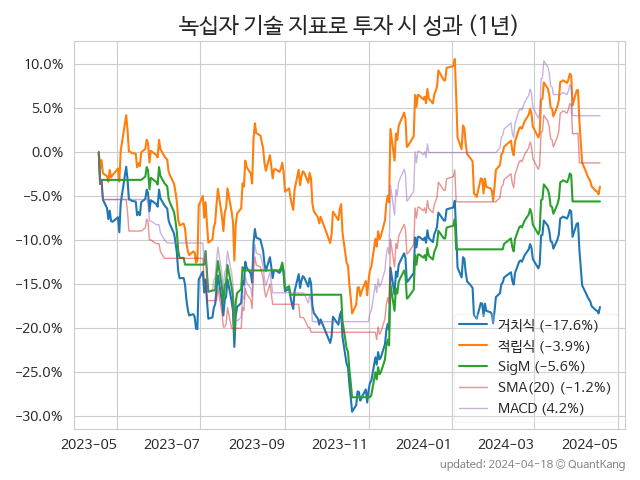 녹십자 기술 지표로 투자 시 성과 (1년)
10.0%
5.0%
0.0%
−5.0%
−10.0%
−15.0%
−20.0%
−25.0%
−30.0%
거치식 (−17.6%)
적립식 (−3.9%)
SigM (−5.6%)
SMA(20) (−1.2%)
MACD (4.2%)
2023-05 2023-07 2023-09 2023-11 2024-01 2024-03 2024-05
updated: 2024-04-18 © QuantKang